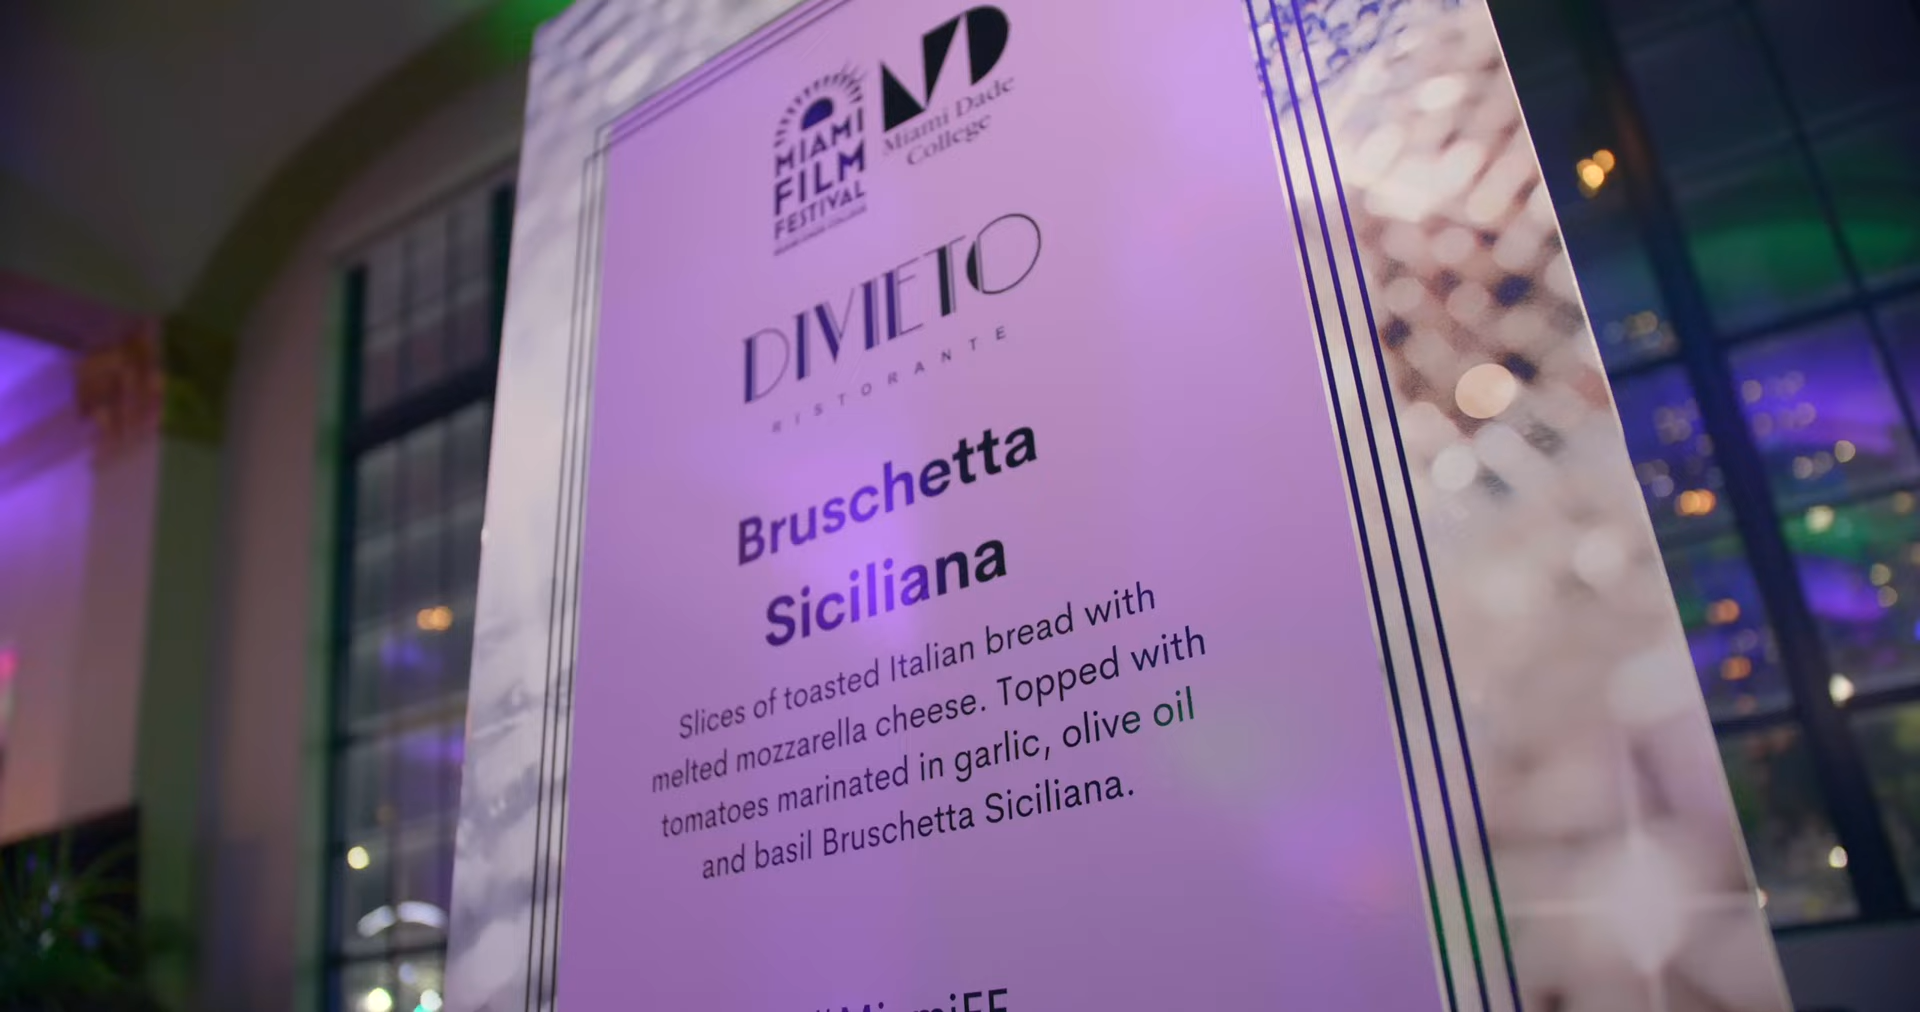 MIAMI
FILM
FESTIVAL
Miami Dade
College
DIVIETO
RISTORANTE
Bruschetta
Siciliana
Slices of toasted Italian bread with
melted mozzarella cheese. Topped with
tomatoes marinated in garlic, olive oil
and basil Bruschetta Siciliana.
#MiamiFF